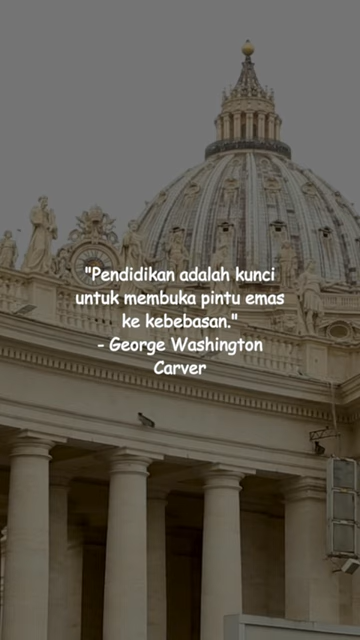 "Pendidikan adalah kunci
untuk membuka pintu emas
ke kebebasan."
- George Washington
Carver